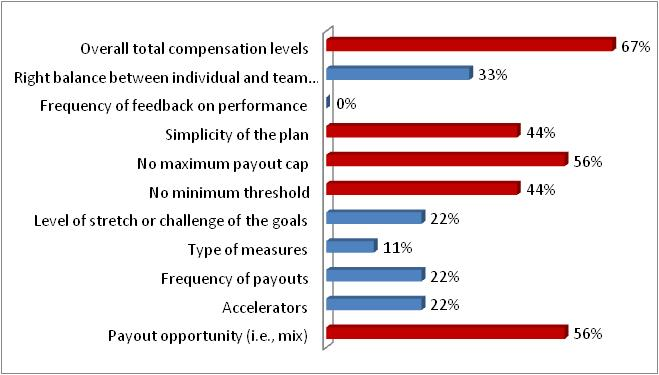 Overall total compensation levels 67%
Right balance between individual and team... 33%
Frequency of feedback on performance 0%
Simplicity of the plan 44%
No maximum payout cap 56%
No minimum threshold 44%
Level of stretch or challenge of the goals 22%
Type of measures 11%
Frequency of payouts 22%
Accelerators 22%
Payout opportunity (i.e., mix) 56%